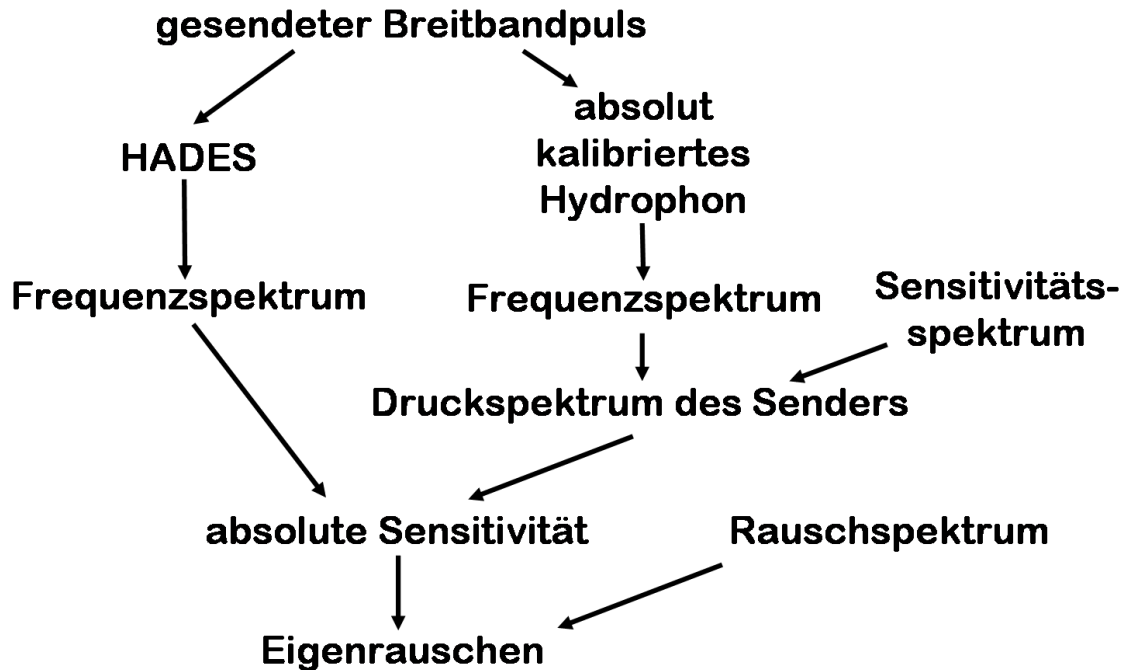 gesendeter Breitbandpuls
absolut
kalibriertes
Hydrophon
HADES
Frequenzspektrum
Frequenzspektrum
Sensitivitäts-
spektrum
Druckspektrum des Senders
absolute Sensitivität
Rauschspektrum
Eigenrauschen